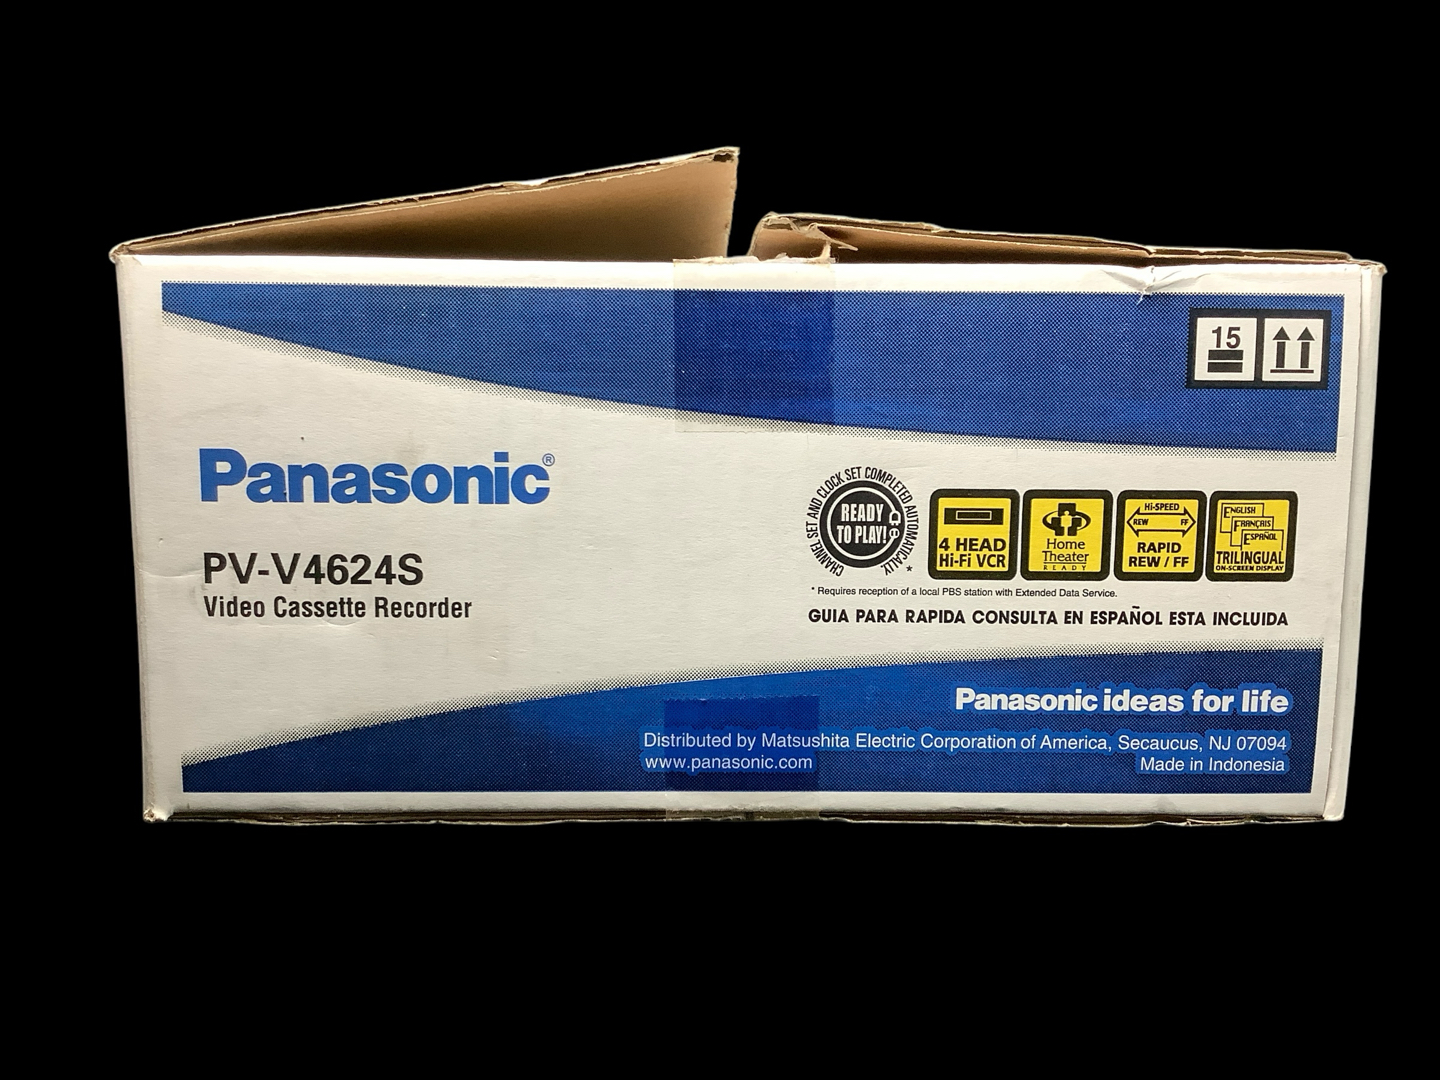 15
Panasonic®
PV-V4624S
Video Cassette Recorder
CHANNEL SET AND CLOCK SET COMPLETED AUTOMATICALLY. *
READY
TO PLAY!
4 HEAD
Hi-Fi VCR
Home
Theater
READY
Hi-SPEED
REW FF
RAPID
REW / FF
ENGLISH
FRANÇAIS
ESPAÑOL
TRILINGUAL
ON-SCREEN DISPLAY
* Requires reception of a local PBS station with Extended Data Service.
GUIA PARA RAPIDA CONSULTA EN ESPAÑOL ESTA INCLUIDA
Panasonic ideas for life
Distributed by Matsushita Electric Corporation of America, Secaucus, NJ 07094
www.panasonic.com
Made in Indonesia